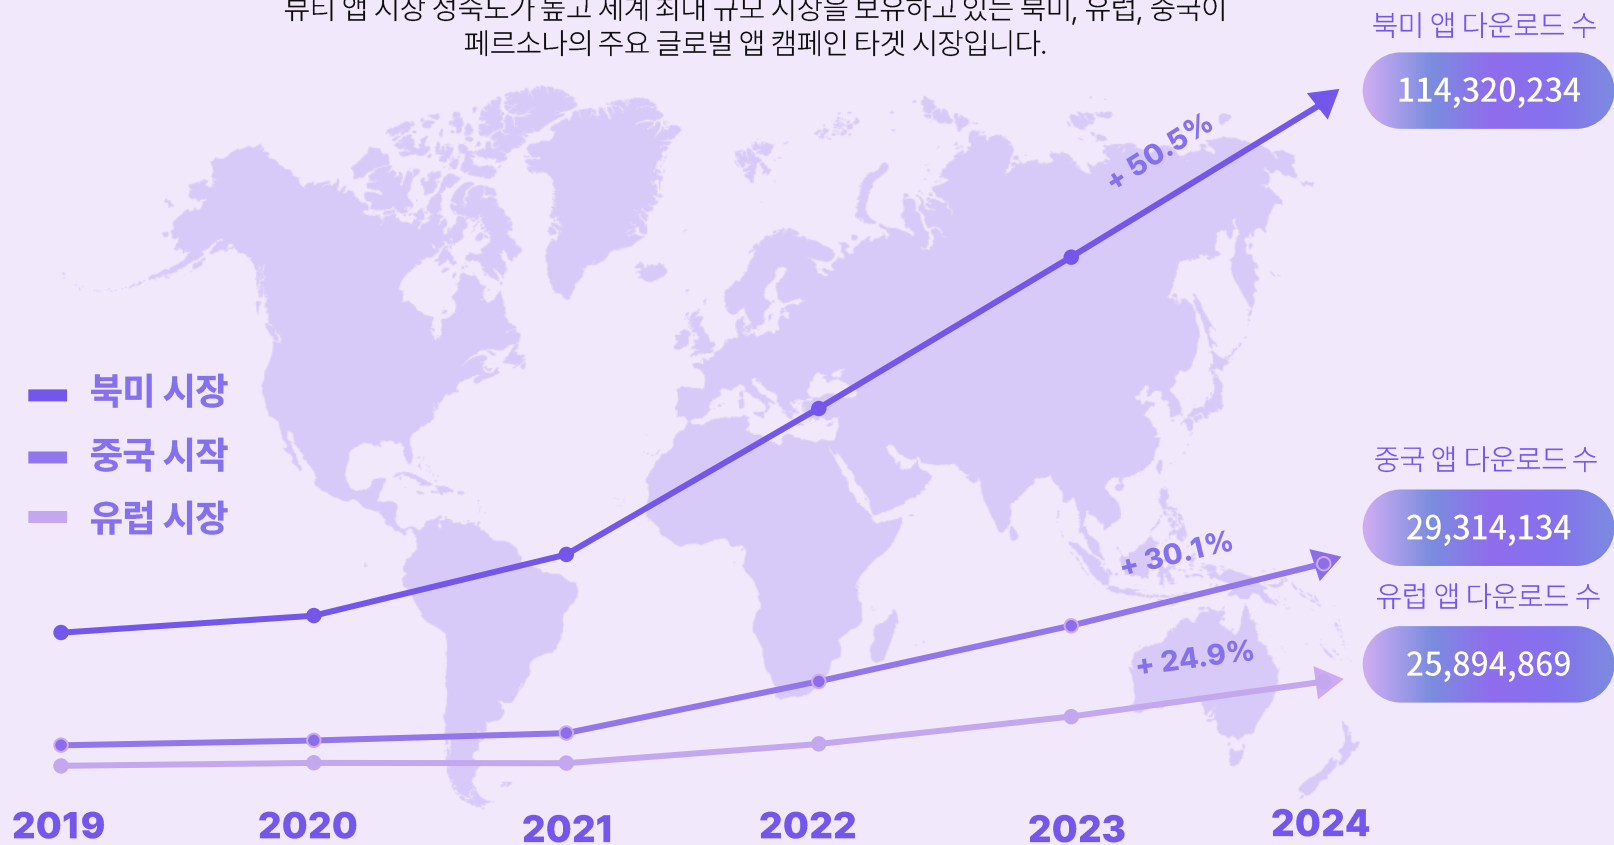 뷰티 앱 시장 성숙도가 높고 세계 최대 규모 시장을 보유하고 있는 북미, 유럽, 중국이
페르소나의 주요 글로벌 앱 캠페인 타겟 시장입니다.
북미 앱 다운로드 수
114,320,234
+ 50.5%
북미 시장
중국 시작
유럽 시장
중국 앱 다운로드 수
29,314,134
+ 30.1%
유럽 앱 다운로드 수
25,894,869
+ 24.9%
2019 2020 2021 2022 2023 2024